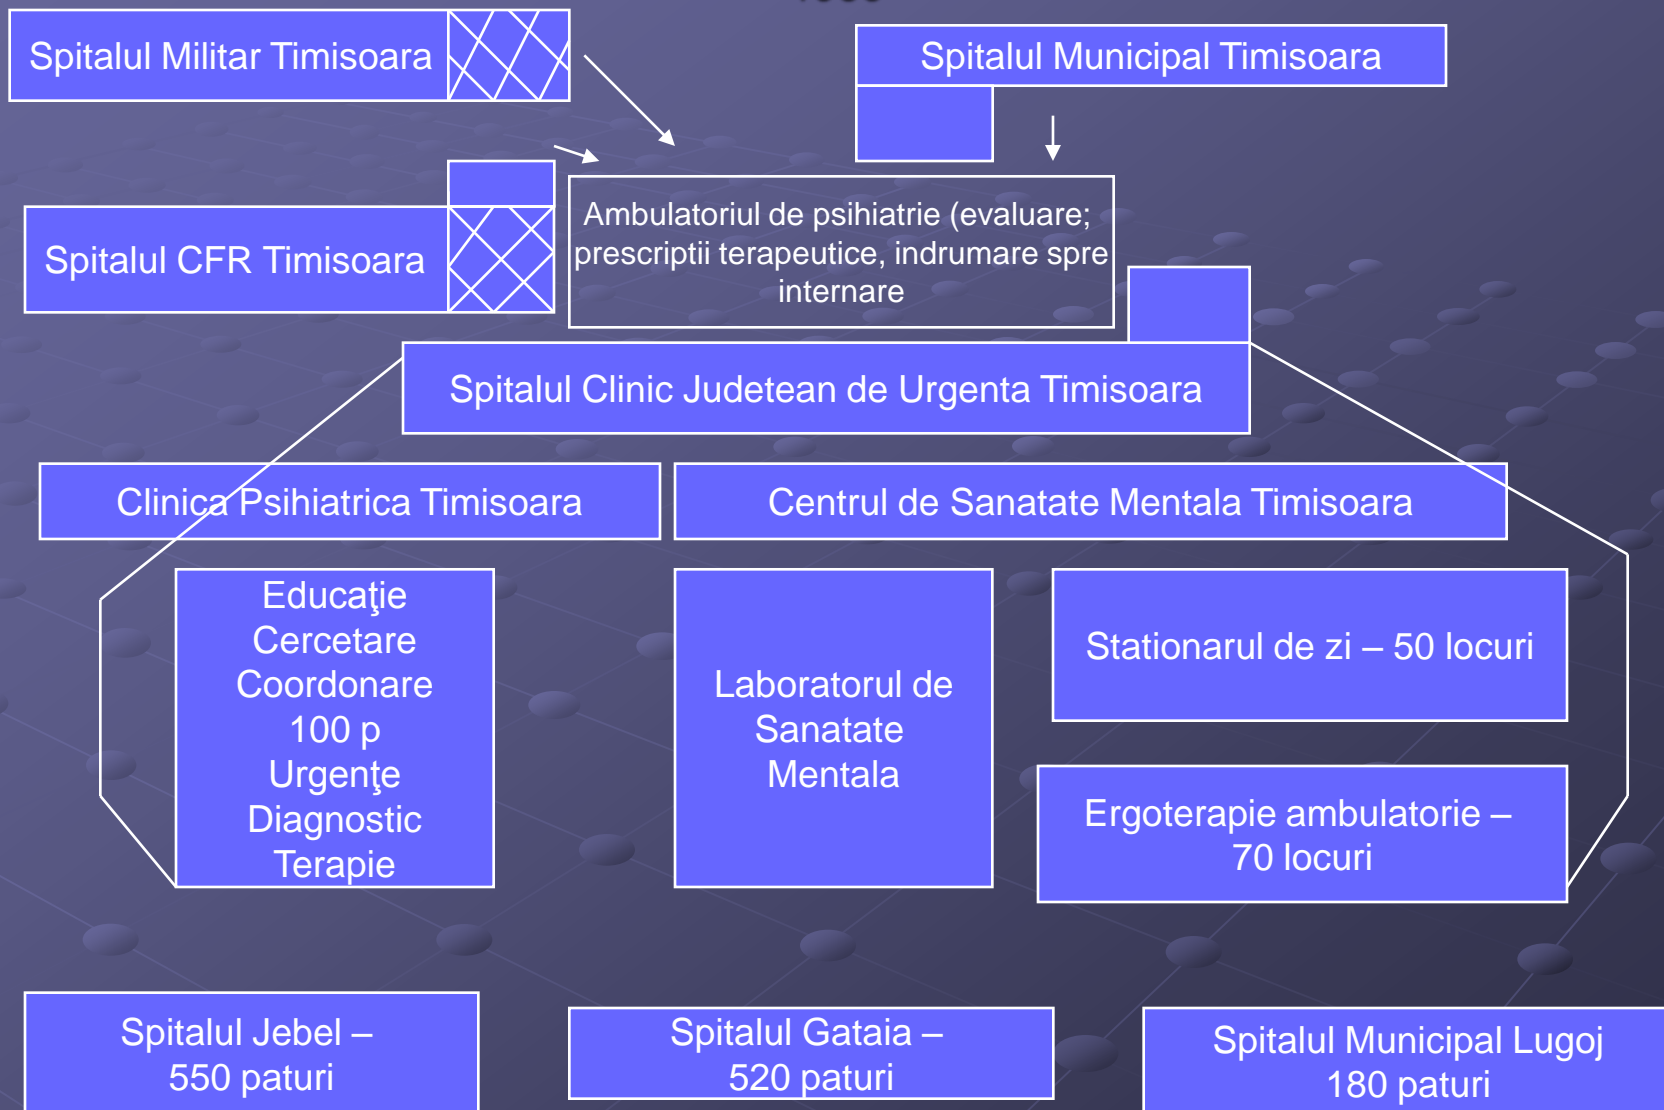 Spitalul Militar Timisoara
Spitalul Municipal Timisoara
Ambulatoriul de psihiatrie (evaluare;
prescriptii terapeutice, indrumare spre
internare
Spitalul CFR Timisoara
Spitalul Clinic Judetean de Urgenta Timisoara
Clinica Psihiatrica Timisoara
Centrul de Sanatate Mentala Timisoara
Educaţie
Cercetare
Coordonare
100 p
Urgenţe
Diagnostic
Terapie
Laboratorul de
Sanatate
Mentala
Stationarul de zi – 50 locuri
Ergoterapie ambulatorie –
70 locuri
Spitalul Jebel –
550 paturi
Spitalul Gataia –
520 paturi
Spitalul Municipal Lugoj
180 paturi